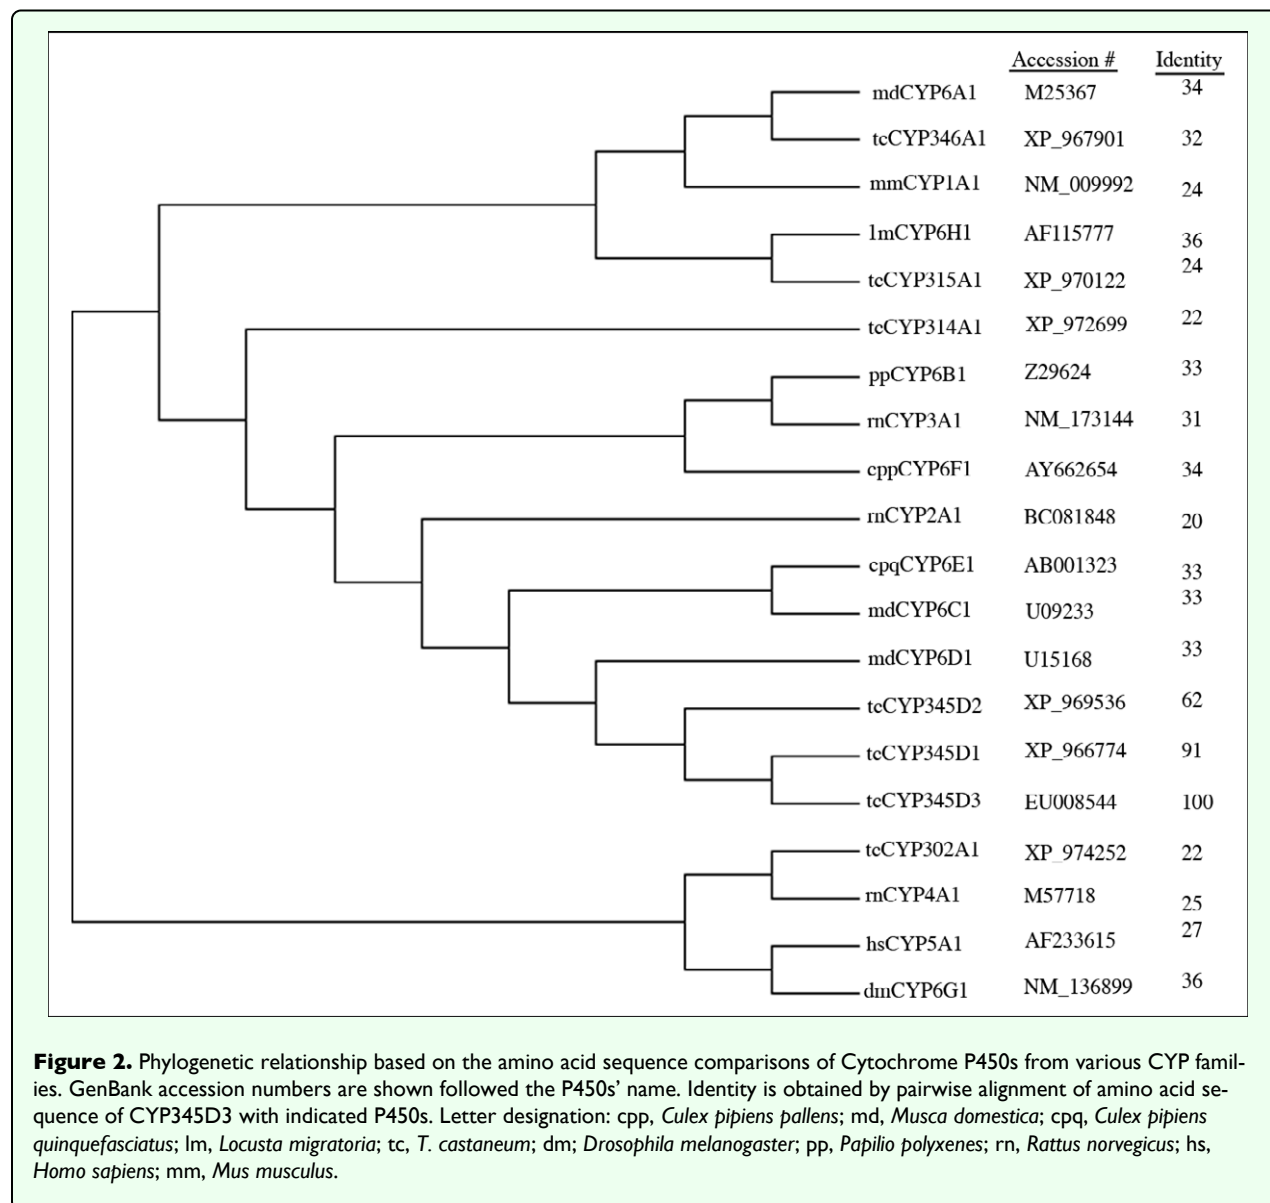 Accession # Identity
mdCYP6A1 M25367 34
tcCYP346A1 XP_967901 32
mmCYP1A1 NM_009992 24
lmCYP6H1 AF115777 36
tcCYP315A1 XP_970122 24
tcCYP314A1 XP_972699 22
ppCYP6B1 Z29624 33
rnCYP3A1 NM_173144 31
cppCYP6F1 AY662654 34
rnCYP2A1 BC081848 20
cpqCYP6E1 AB001323 33
mdCYP6C1 U09233 33
mdCYP6D1 U15168 33
tcCYP345D2 XP_969536 62
tcCYP345D1 XP_966774 91
tcCYP345D3 EU008544 100
tcCYP302A1 XP_974252 22
rnCYP4A1 M57718 25
hsCYP5A1 AF233615 27
dmCYP6G1 NM_136899 36
Figure 2. Phylogenetic relationship based on the amino acid sequence comparisons of Cytochrome P450s from various CYP famil-
ies. GenBank accession numbers are shown followed the P450s' name. Identity is obtained by pairwise alignment of amino acid se-
quence of CYP345D3 with indicated P450s. Letter designation: cpp, Culex pipiens pallens; md, Musca domestica; cpq, Culex pipiens
quinquefasciatus; lm, Locusta migratoria; tc, T. castaneum; dm; Drosophila melanogaster; pp, Papilio polyxenes; rn, Rattus norvegicus; hs,
Homo sapiens; mm, Mus musculus.